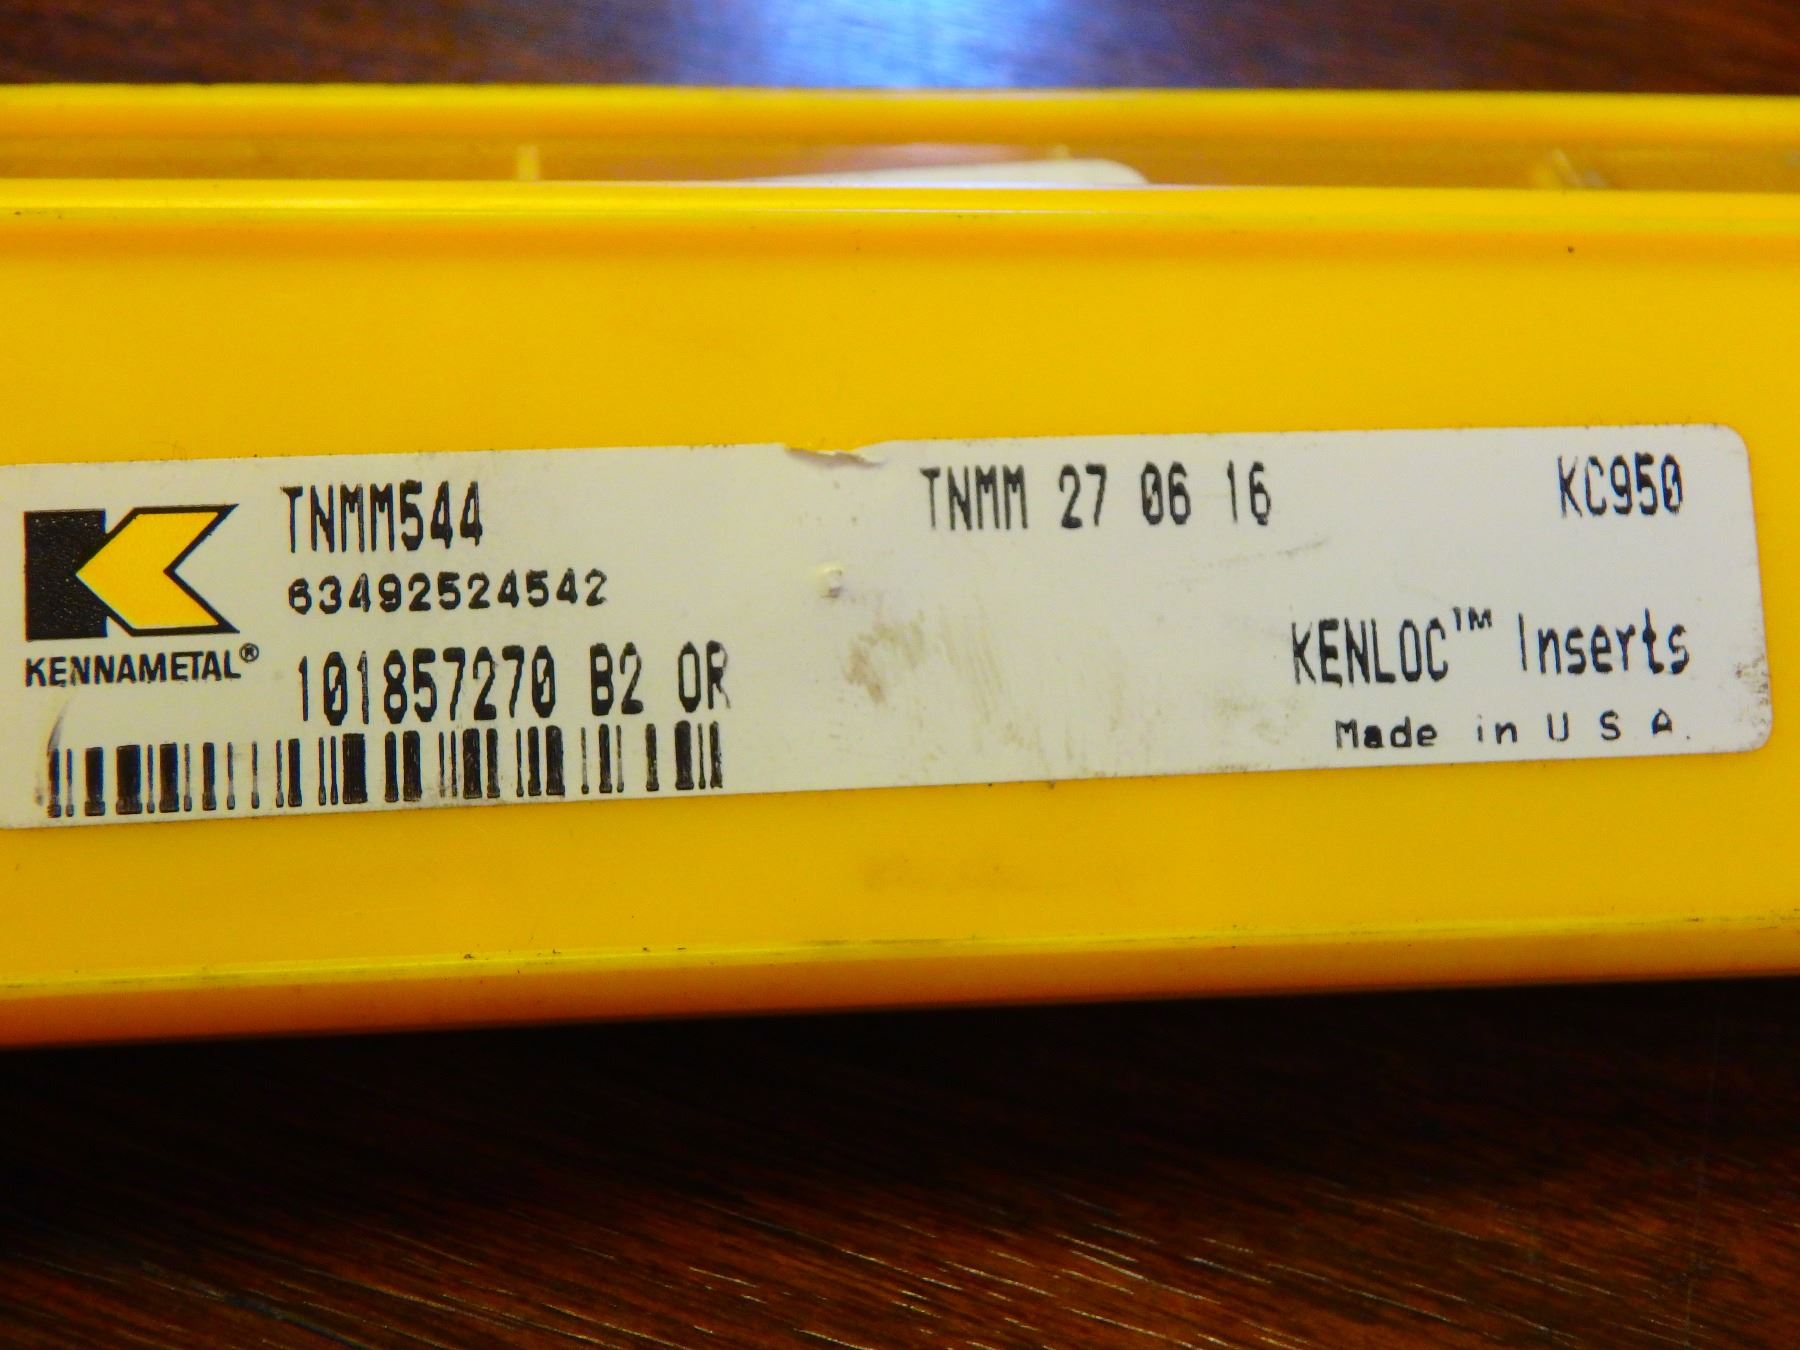 TNMM544
63492524542
101857270 B2 OR
KENNAMETAL®
TNMM 27 06 16
KC950
KENLOC™ Inserts
Made in U S A.